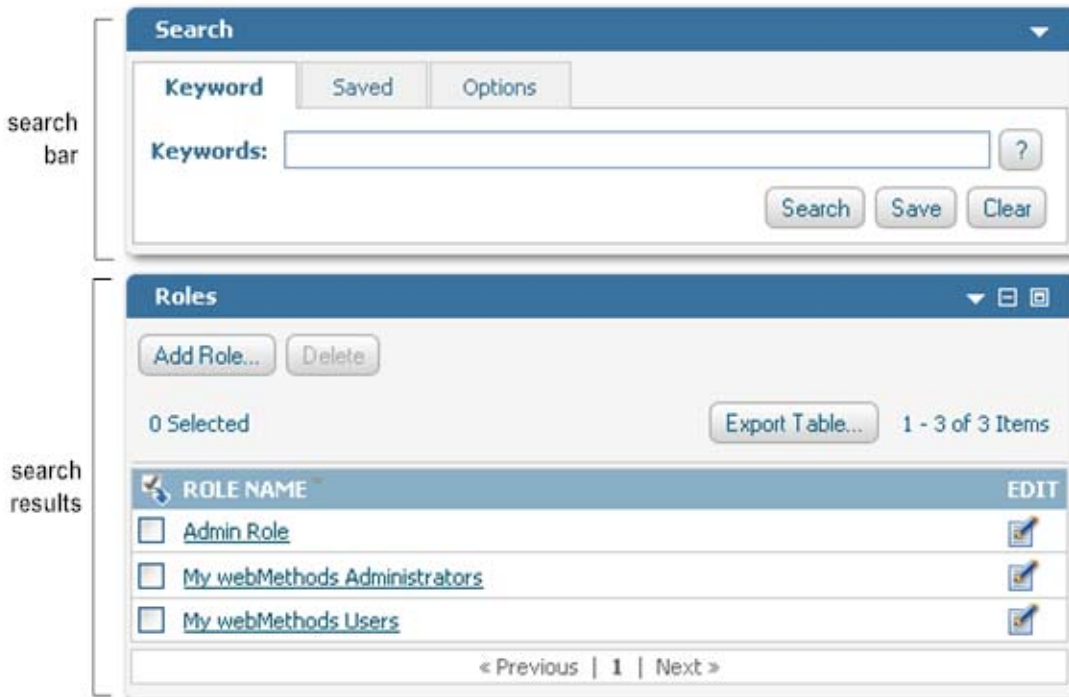 Search
Keyword Saved Options
search
bar
Keywords: ?
Search Save Clear
Roles
Add Role... Delete
0 Selected Export Table... 1 - 3 of 3 Items
search
results
ROLE NAME EDIT
Admin Role
My webMethods Administrators
My webMethods Users
« Previous | 1 | Next »